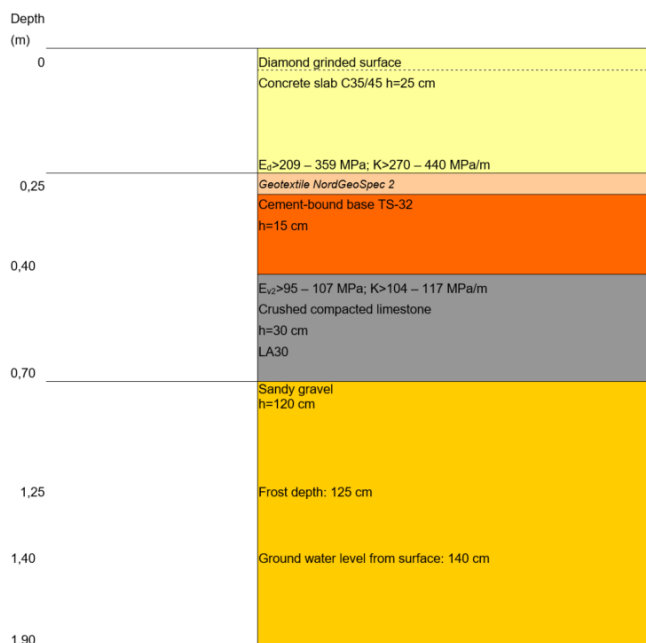 Depth
(m)
0
Diamond grinded surface
Concrete slab C35/45 h=25 cm
E_d>209 – 359 MPa; K>270 – 440 MPa/m
0,25
Geotextile NordGeoSpec 2
Cement-bound base TS-32
h=15 cm
0,40
E_v2>95 – 107 MPa; K>104 – 117 MPa/m
Crushed compacted limestone
h=30 cm
LA30
0,70
Sandy gravel
h=120 cm
1,25
Frost depth: 125 cm
1,40
Ground water level from surface: 140 cm
1,90